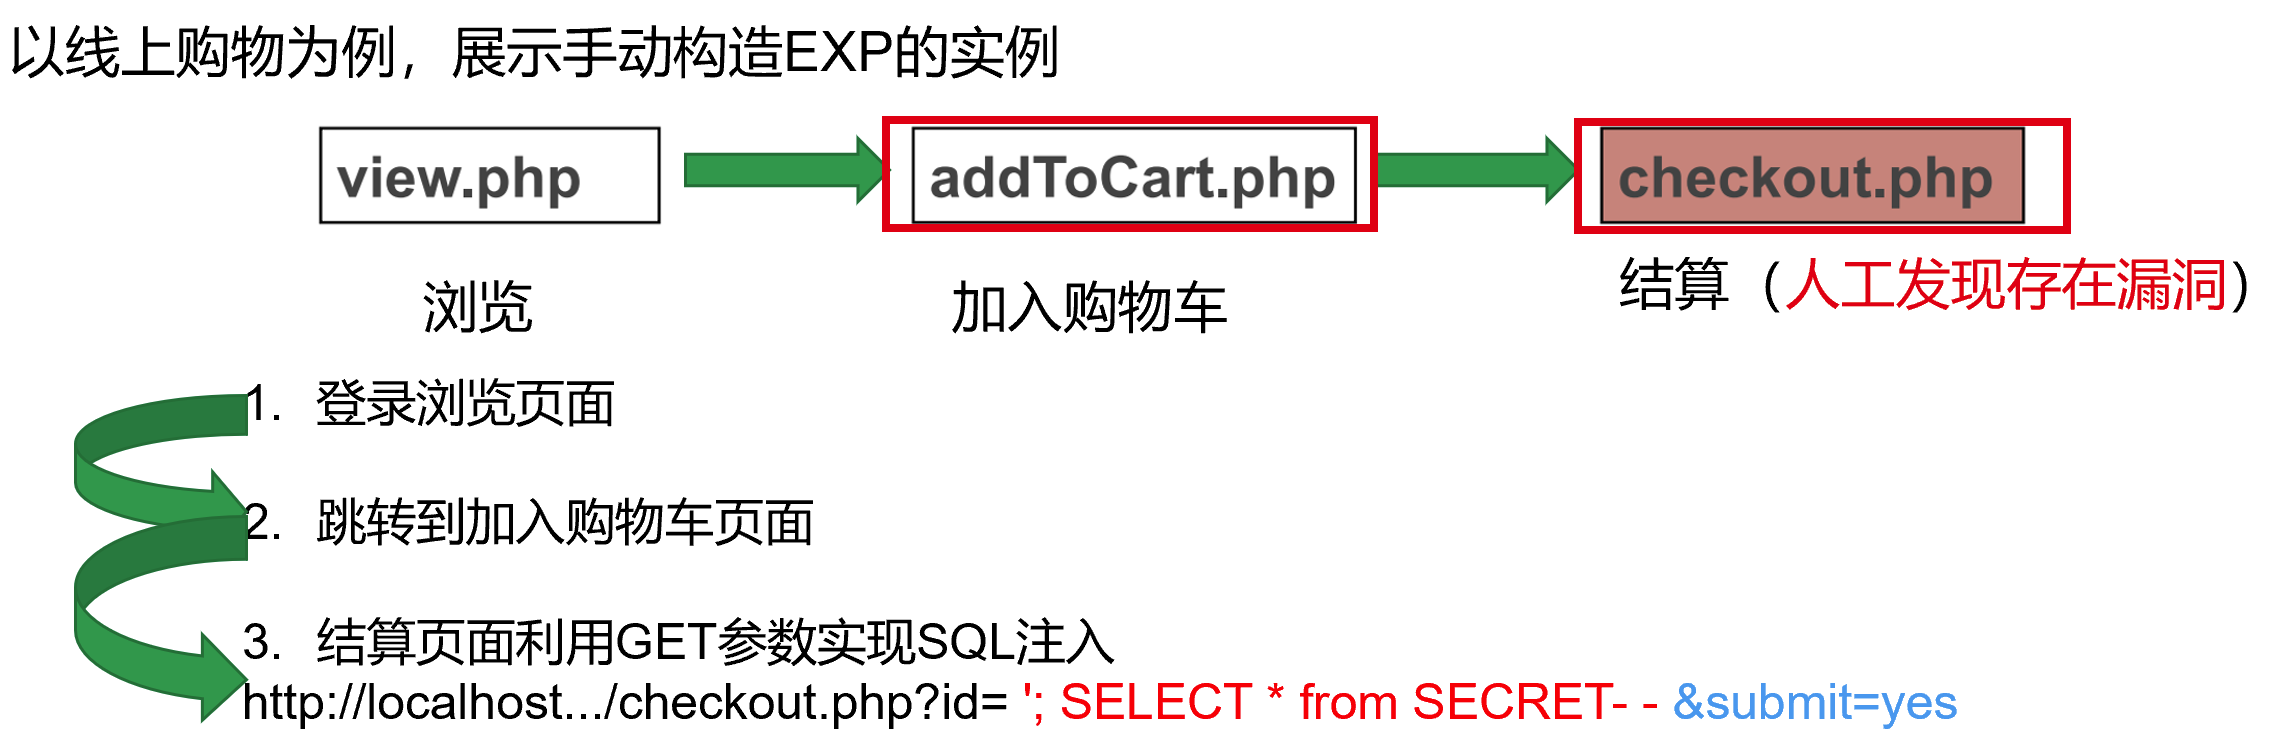 以线上购物为例，展示手动构造EXP的实例
view.php
addToCart.php
checkout.php
浏览
加入购物车
结算（人工发现存在漏洞）
1. 登录浏览页面
2. 跳转到加入购物车页面
3. 结算页面利用GET参数实现SQL注入
http://localhost.../checkout.php?id= '; SELECT * from SECRET- - &submit=yes